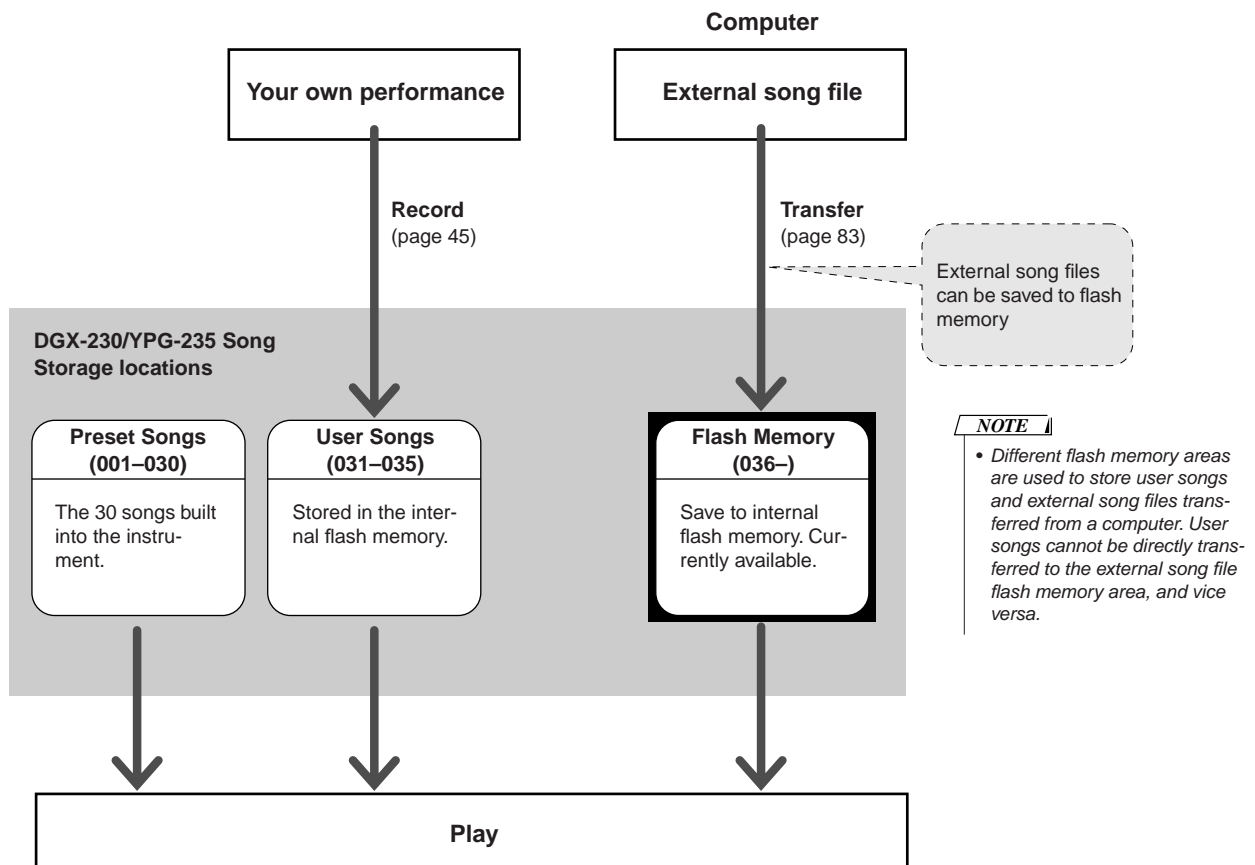 Computer
Your own performance
External song file
Record
(page 45)
Transfer
(page 83)
External song files
can be saved to flash
memory
DGX-230/YPG-235 Song
Storage locations
Preset Songs
(001–030)
The 30 songs built
into the instru-
ment.
User Songs
(031–035)
Stored in the inter-
nal flash memory.
Flash Memory
(036–)
Save to internal
flash memory. Cur-
rently available.
NOTE
• Different flash memory areas
are used to store user songs
and external song files trans-
ferred from a computer. User
songs cannot be directly trans-
ferred to the external song file
flash memory area, and vice
versa.
Play